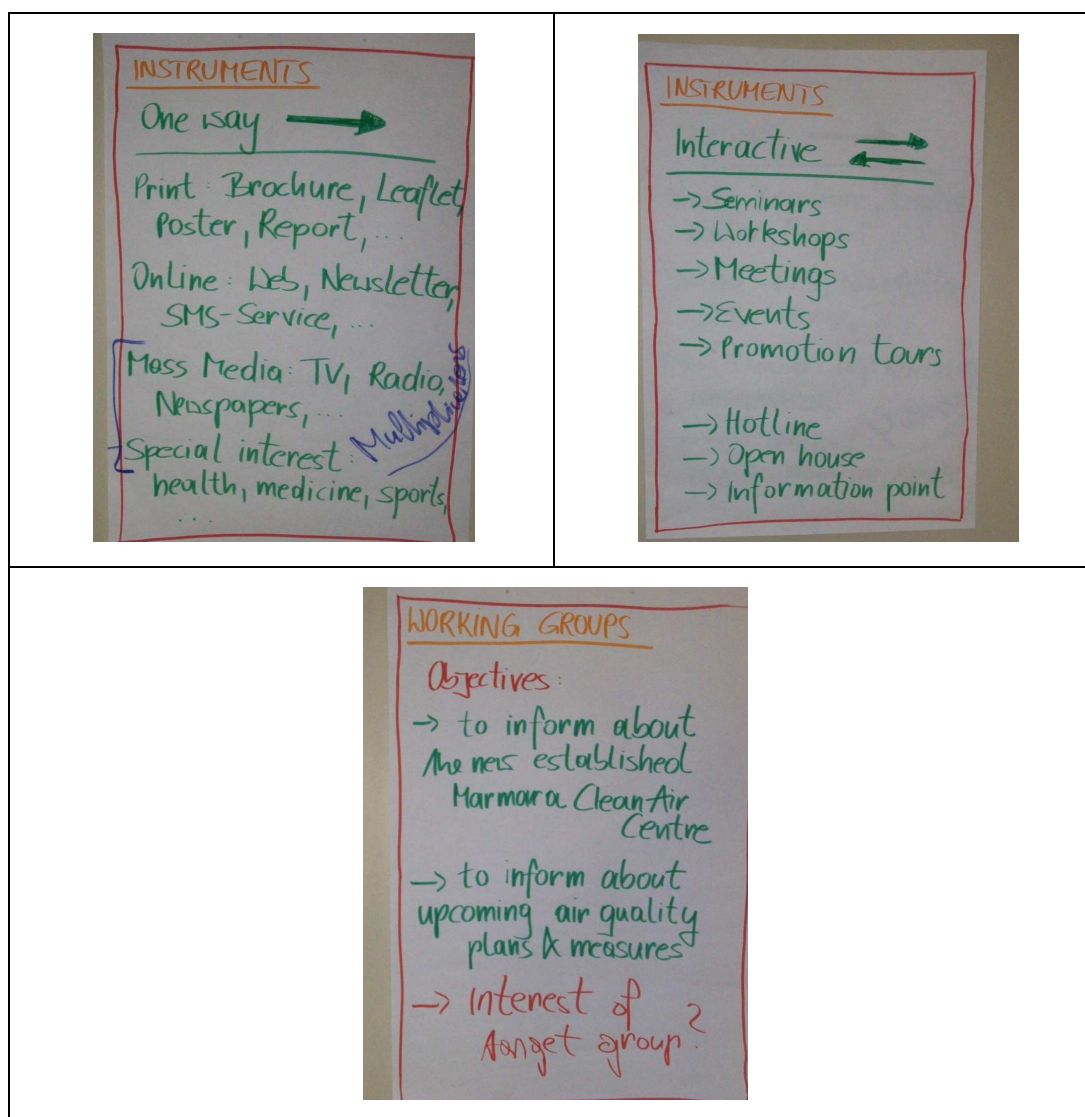 INSTRUMENTS
One way
Print: Brochure, Leaflet,
Poster, Report, ...
Online: Web, Newsletter,
SMS-Service, ...
Mass Media: TV, Radio,
Newspapers, ...
Multiplicators
Special interest:
health, medicine, sports,
....
INSTRUMENTS
Interactive
→ Seminars
→ Workshops
→ Meetings
→ Events
→ Promotion tours
→ Hotline
→ Open house
→ Information point
WORKING GROUPS
Objectives:
→ to inform about
the new established
Marmara Clean Air
Centre
→ to inform about
upcoming air quality
plans & measures
→ Interest of
target group?